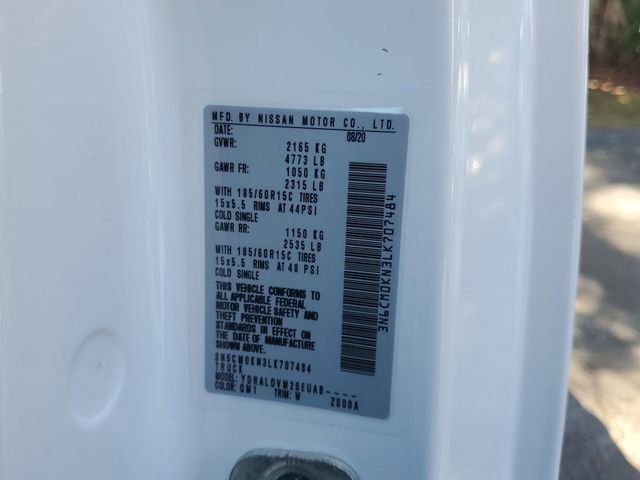 MFD. BY NISSAN MOTOR CO., LTD.
DATE: 08/20
GVWR: 2165 KG
4773 LB
GAWR FR: 1050 KG
2315 LB
WITH 185/60R15C TIRES
15x5.5 RIMS AT 44PSI
COLD SINGLE
GAWR RR: 1150 KG
2535 LB
WITH 185/60R15C TIRES
15x5.5 RIMS AT 48 PSI
COLD SINGLE
THIS VEHICLE CONFORMS TO
ALL APPLICABLE FEDERAL
MOTOR VEHICLE SAFETY AND
THEFT PREVENTION
STANDARDS IN EFFECT ON
THE DATE OF MANUFACTURE
SHOWN ABOVE.
3N6CM0KN3LK707484
TRUCK
MODEL: YDRALDYM20EUAB----
COLOR: QM1 TRIM: W ZS00A
3N6CM0KN3LK707484